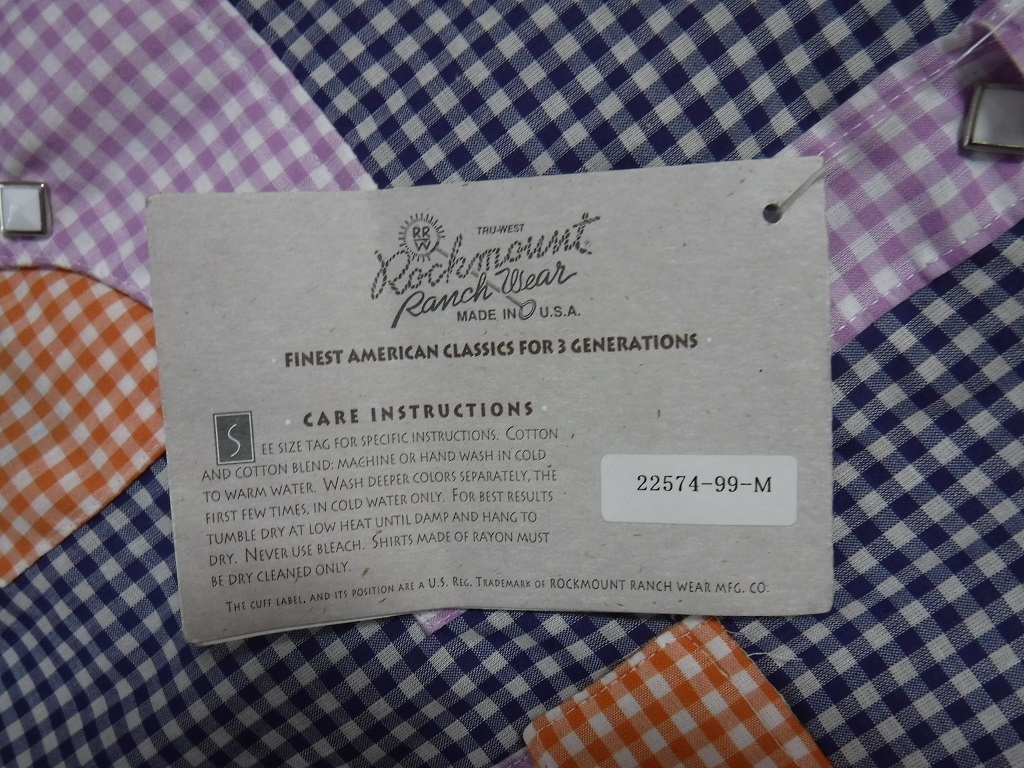 RR
W
TRU-WEST
Rockmount
Ranch Wear
MADE IN U.S.A.
FINEST AMERICAN CLASSICS FOR 3 GENERATIONS
CARE INSTRUCTIONS
SEE SIZE TAG FOR SPECIFIC INSTRUCTIONS. COTTON
AND COTTON BLEND: MACHINE OR HAND WASH IN COLD
TO WARM WATER. WASH DEEPER COLORS SEPARATELY, THE
FIRST FEW TIMES, IN COLD WATER ONLY. FOR BEST RESULTS
TUMBLE DRY AT LOW HEAT UNTIL DAMP AND HANG TO
DRY. NEVER USE BLEACH. SHIRTS MADE OF RAYON MUST
BE DRY CLEANED ONLY.
22574-99-M
THE CUFF LABEL, AND ITS POSITION ARE A U.S. REG. TRADEMARK OF ROCKMOUNT RANCH WEAR MFG. CO.